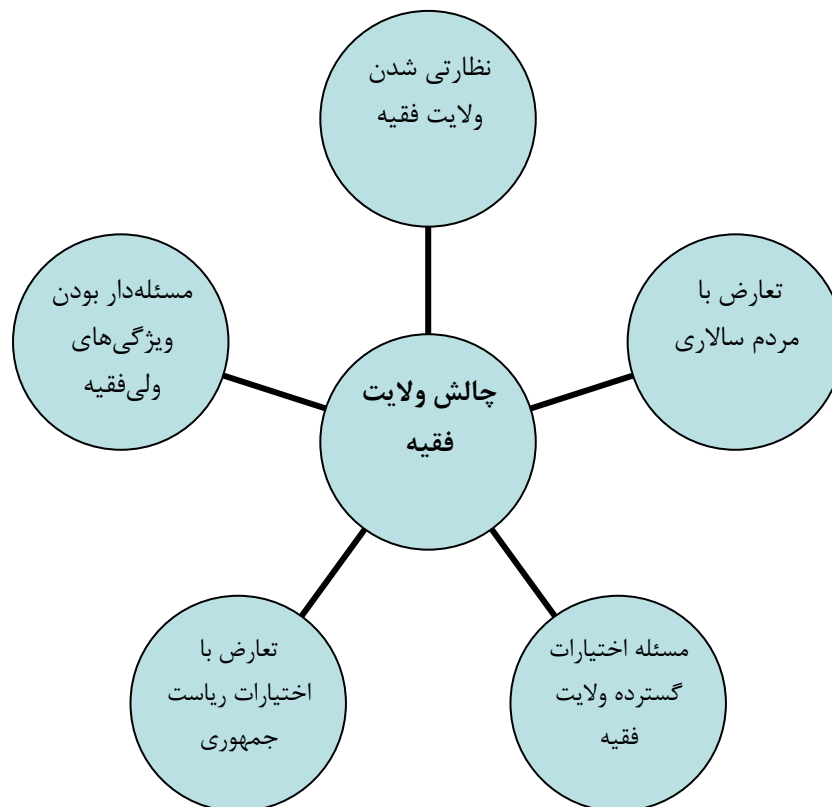 نظارتی شدن
ولایت فقیه
تعارض با
مردم سالاری
مسئله‌دار بودن
ویژگی‌های
ولی‌فقیه
چالش ولایت
فقیه
مسئله اختیارات
گسترده ولایت
فقیه
تعارض با
اختیارات ریاست
جمهوری